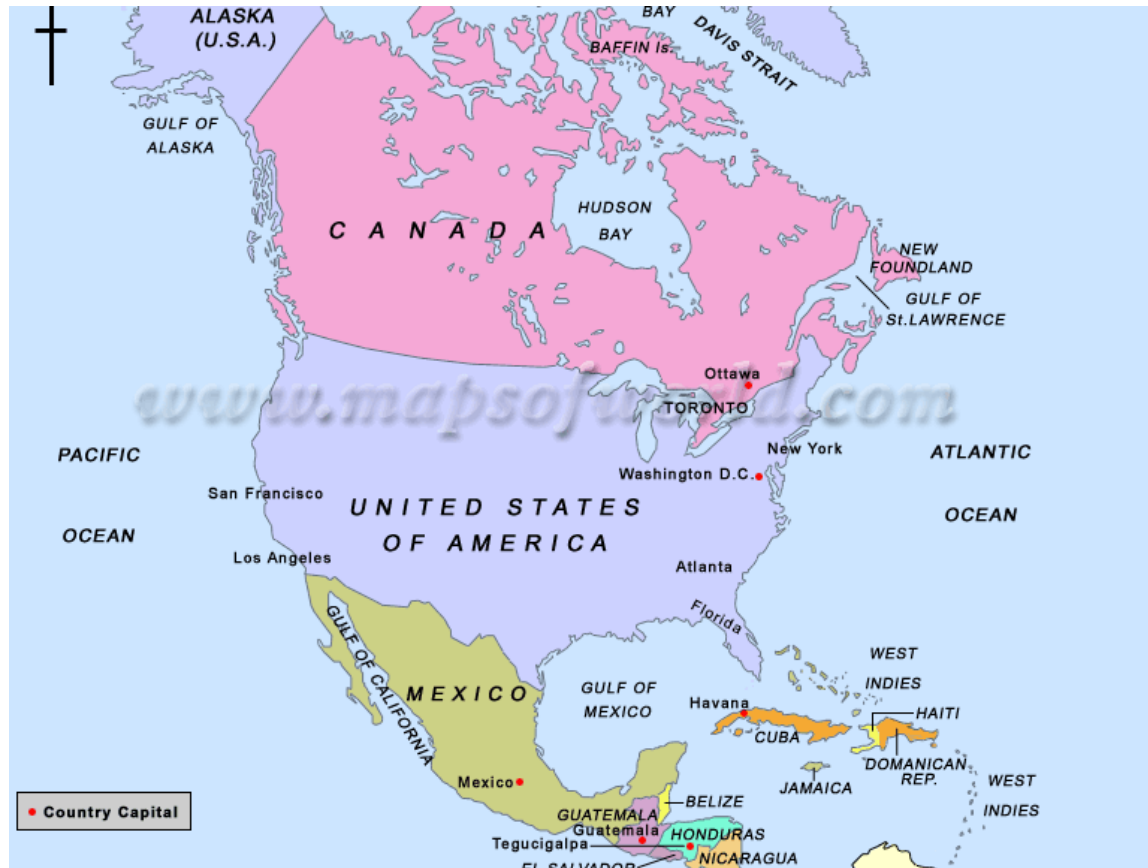 ALASKA
(U.S.A.)
BAY
DAVIS STRAIT
BAFFIN Is.
GULF OF
ALASKA
CANADA
HUDSON
BAY
NEW
FOUNDLAND
GULF OF
St.LAWRENCE
Ottawa
www.mapsofworld.com
TORONTO
New York
Washington D.C.
PACIFIC
OCEAN
ATLANTIC
OCEAN
San Francisco
UNITED STATES
OF AMERICA
Los Angeles
Atlanta
Florida
GULF OF CALIFORNIA
MEXICO
GULF OF
MEXICO
WEST
INDIES
Havana
CUBA
HAITI
DOMANICAN
REP.
JAMAICA
WEST
INDIES
Mexico
BELIZE
GUATEMALA
Guatemala
HONDURAS
Tegucigalpa
EL SALVADOR
NICARAGUA
Country Capital